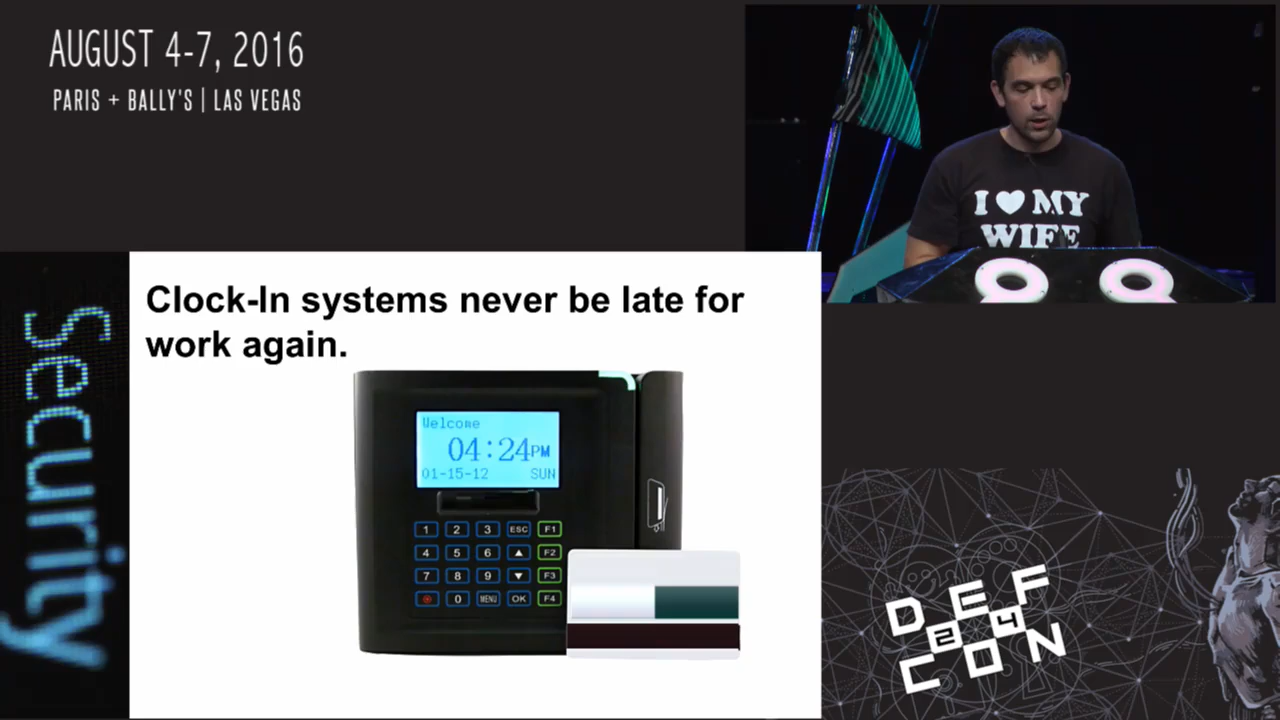 AUGUST 4-7, 2016
PARIS + BALLY'S | LAS VEGAS
I ♥ MY
WIFE
Security
Clock-In systems never be late for
work again.
Welcome
04:24PM
01-15-12 SUN
1 2 3 ESC F1
4 5 6 ▲ F2
7 8 9 ▼ F3
0 MENU OK F4
DEF
24
CON